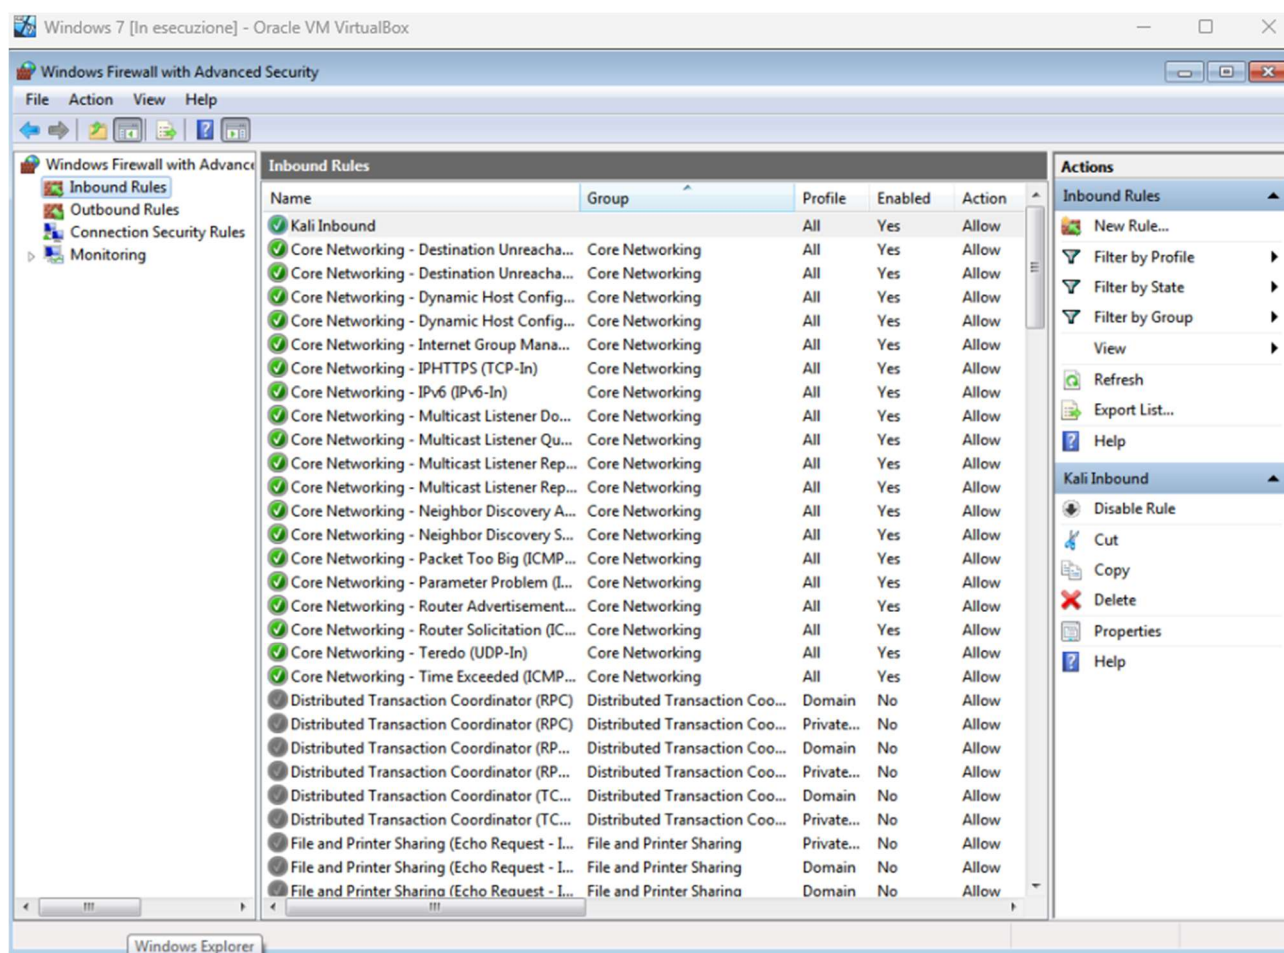 Windows 7 [In esecuzione] - Oracle VM VirtualBox
Windows Firewall with Advanced Security
File Action View Help
Windows Firewall with Advance
Inbound Rules
Outbound Rules
Connection Security Rules
Monitoring
Inbound Rules
Name Group Profile Enabled Action
Kali Inbound All Yes Allow
Core Networking - Destination Unreacha... Core Networking All Yes Allow
Core Networking - Destination Unreacha... Core Networking All Yes Allow
Core Networking - Dynamic Host Config... Core Networking All Yes Allow
Core Networking - Dynamic Host Config... Core Networking All Yes Allow
Core Networking - Internet Group Mana... Core Networking All Yes Allow
Core Networking - IPHTTPS (TCP-In) Core Networking All Yes Allow
Core Networking - IPv6 (IPv6-In) Core Networking All Yes Allow
Core Networking - Multicast Listener Do... Core Networking All Yes Allow
Core Networking - Multicast Listener Qu... Core Networking All Yes Allow
Core Networking - Multicast Listener Rep... Core Networking All Yes Allow
Core Networking - Multicast Listener Rep... Core Networking All Yes Allow
Core Networking - Neighbor Discovery A... Core Networking All Yes Allow
Core Networking - Neighbor Discovery S... Core Networking All Yes Allow
Core Networking - Packet Too Big (ICMP... Core Networking All Yes Allow
Core Networking - Parameter Problem (I... Core Networking All Yes Allow
Core Networking - Router Advertisement... Core Networking All Yes Allow
Core Networking - Router Solicitation (IC... Core Networking All Yes Allow
Core Networking - Teredo (UDP-In) Core Networking All Yes Allow
Core Networking - Time Exceeded (ICMP... Core Networking All Yes Allow
Distributed Transaction Coordinator (RPC) Distributed Transaction Coo... Domain No Allow
Distributed Transaction Coordinator (RPC) Distributed Transaction Coo... Private... No Allow
Distributed Transaction Coordinator (RP... Distributed Transaction Coo... Domain No Allow
Distributed Transaction Coordinator (RP... Distributed Transaction Coo... Private... No Allow
Distributed Transaction Coordinator (TC... Distributed Transaction Coo... Domain No Allow
Distributed Transaction Coordinator (TC... Distributed Transaction Coo... Private... No Allow
File and Printer Sharing (Echo Request - I... File and Printer Sharing Private... No Allow
File and Printer Sharing (Echo Request - I... File and Printer Sharing Domain No Allow
File and Printer Sharing (Echo Request - I... File and Printer Sharing Domain No Allow
Actions
Inbound Rules
New Rule...
Filter by Profile
Filter by State
Filter by Group
View
Refresh
Export List...
Help
Kali Inbound
Disable Rule
Cut
Copy
Delete
Properties
Help
Windows Explorer